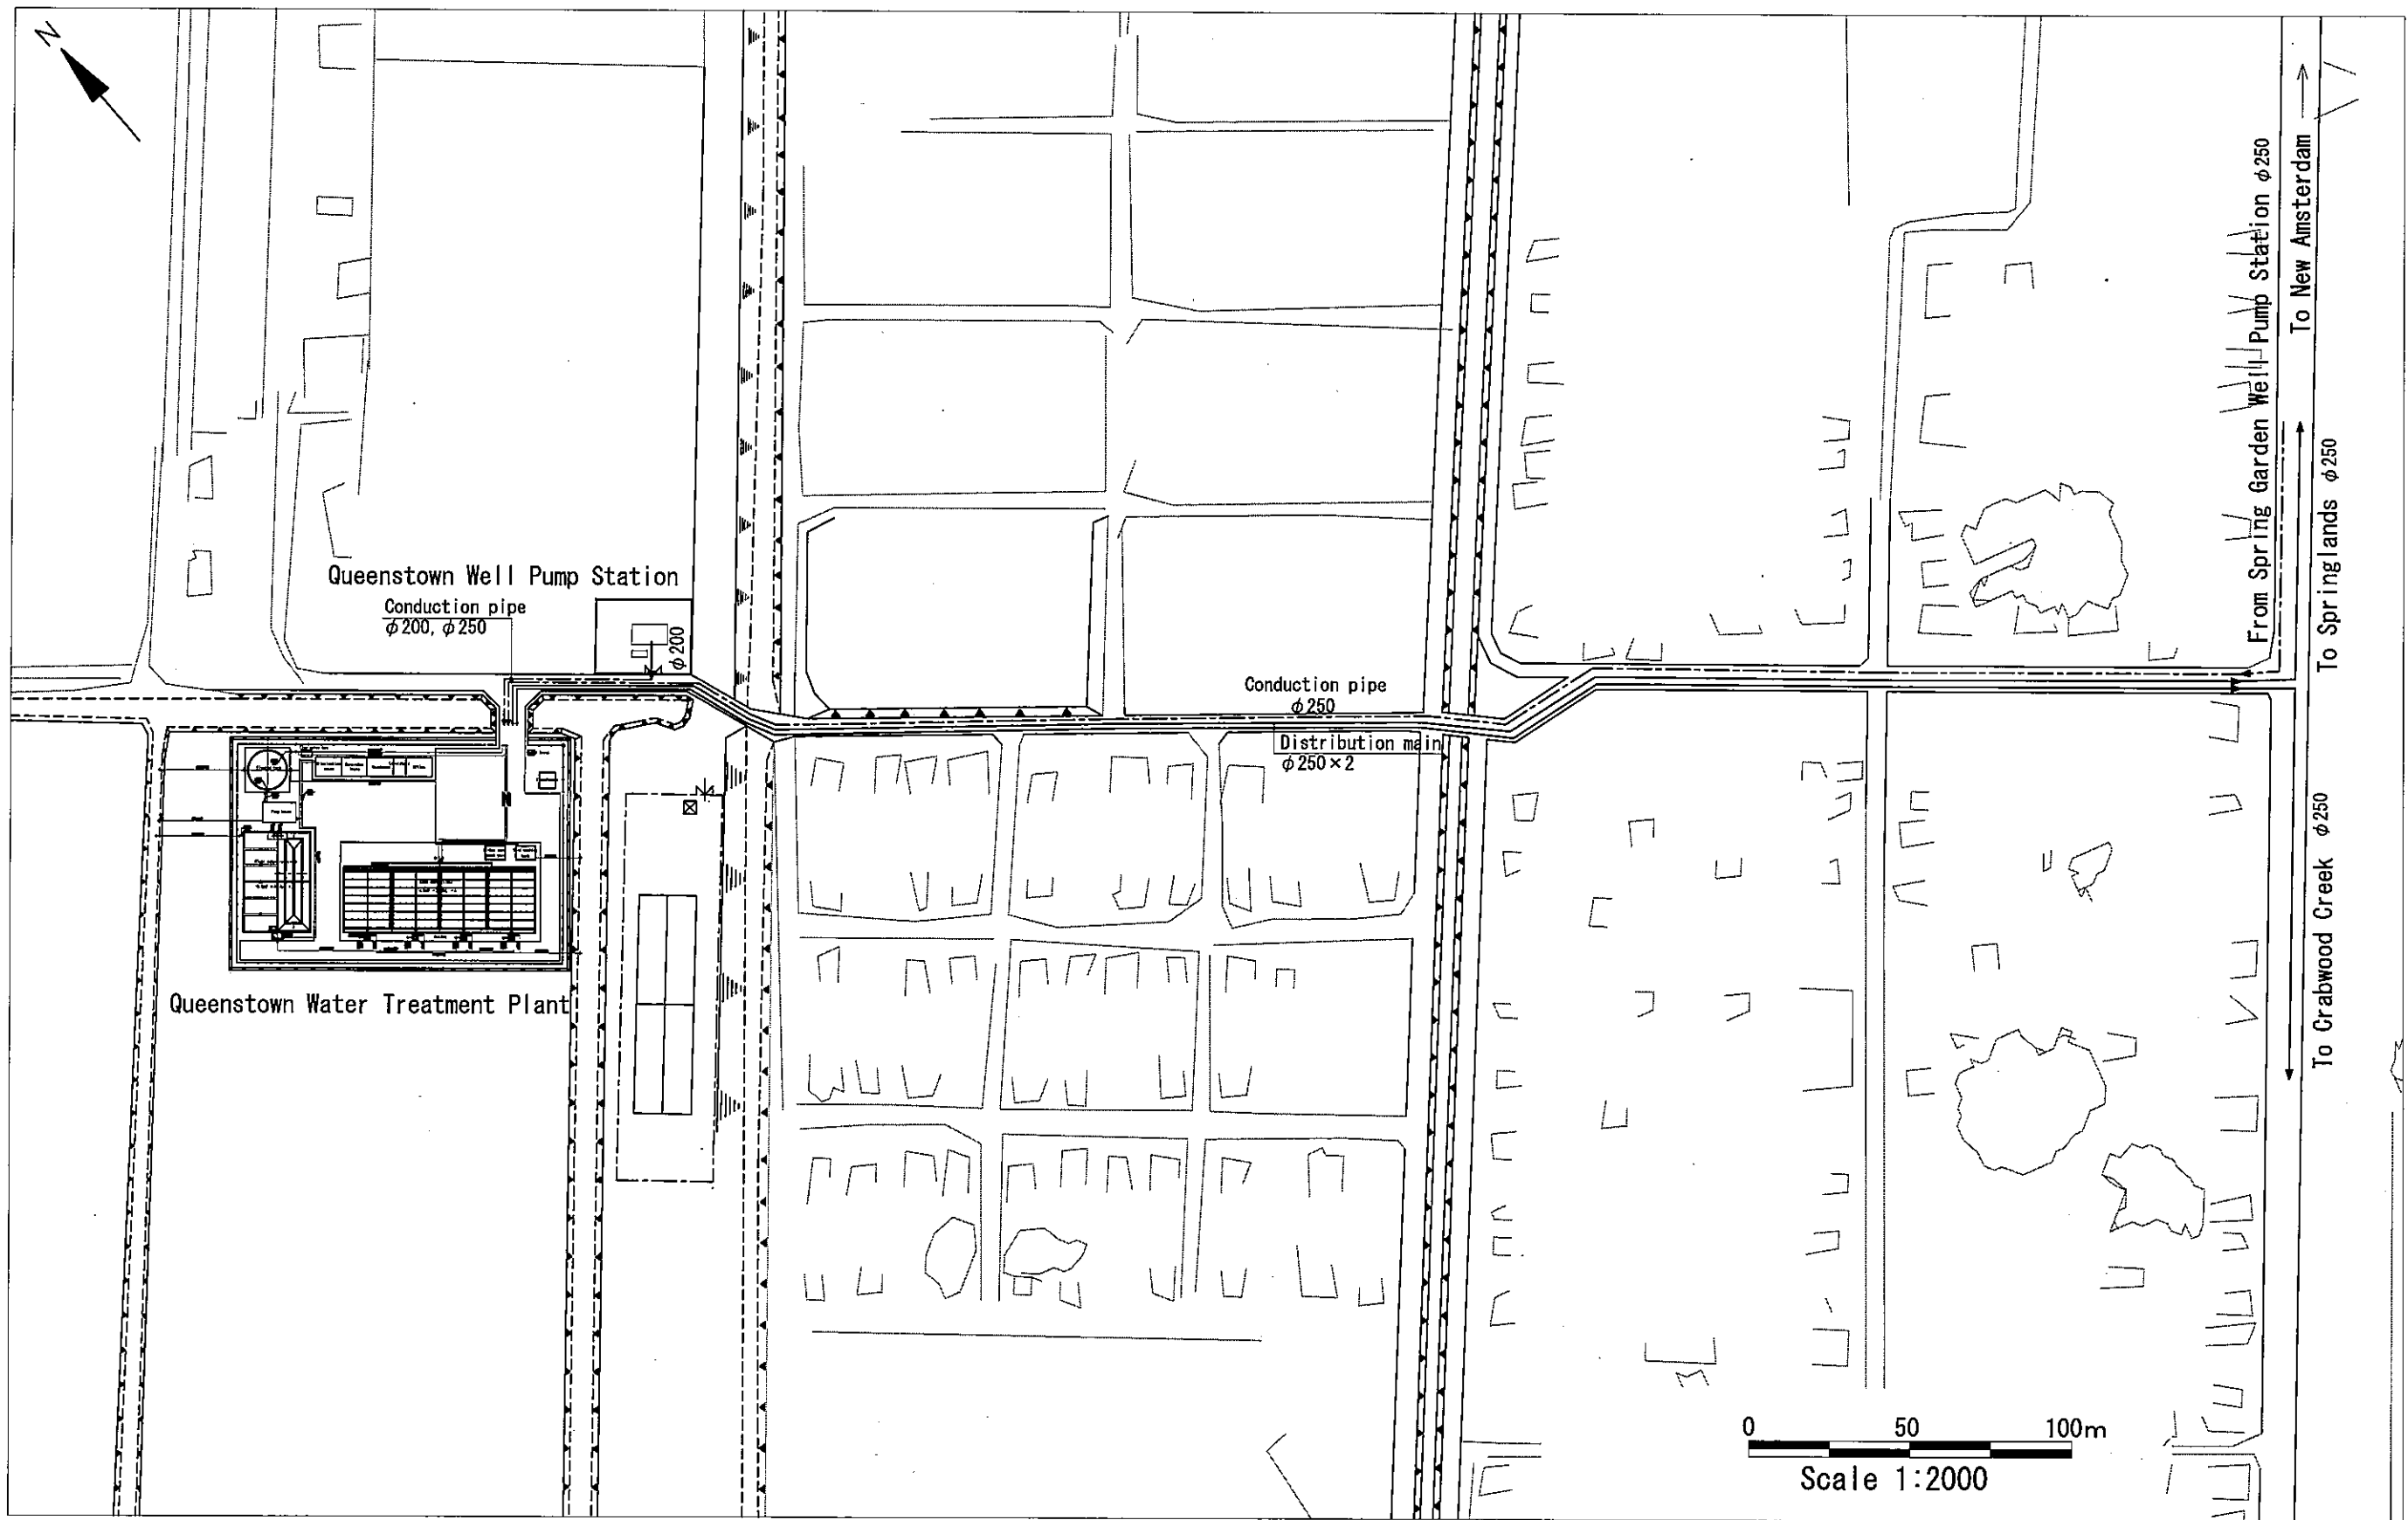 N
From Spring Garden Well Pump Station φ250
To New Amsterdam →
To Springlands φ250
Queenstown Well Pump Station
Conduction pipe
φ200, φ250
φ200
Conduction pipe
φ250
Distribution main
φ250×2
To Crabwood Creek φ250
Queenstown Water Treatment Plant
0 50 100m
Scale 1:2000